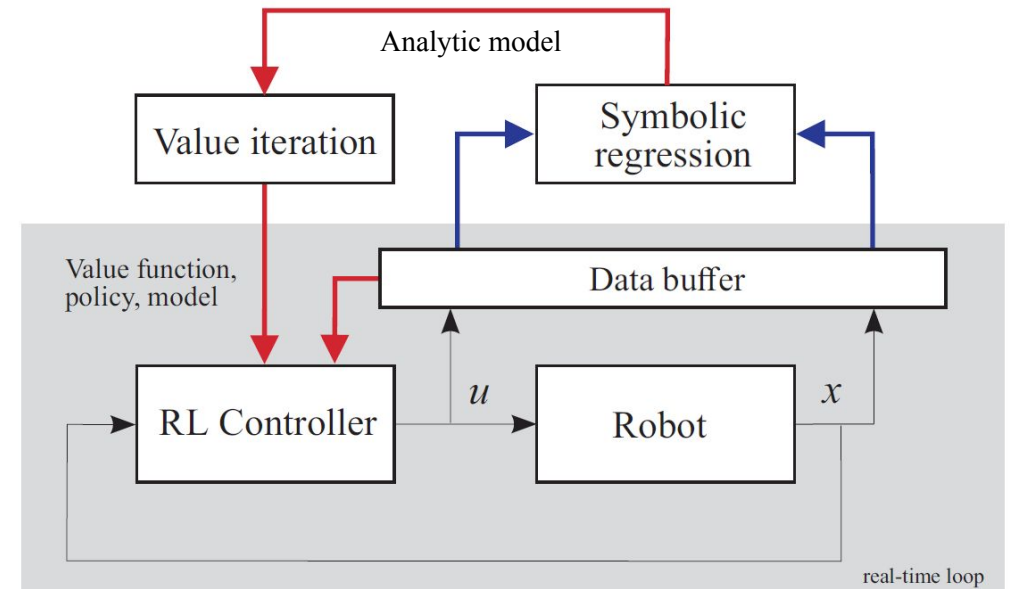 Analytic model
Value iteration
Symbolic
regression
Value function,
policy, model
Data buffer
RL Controller
u
Robot
x
real-time loop